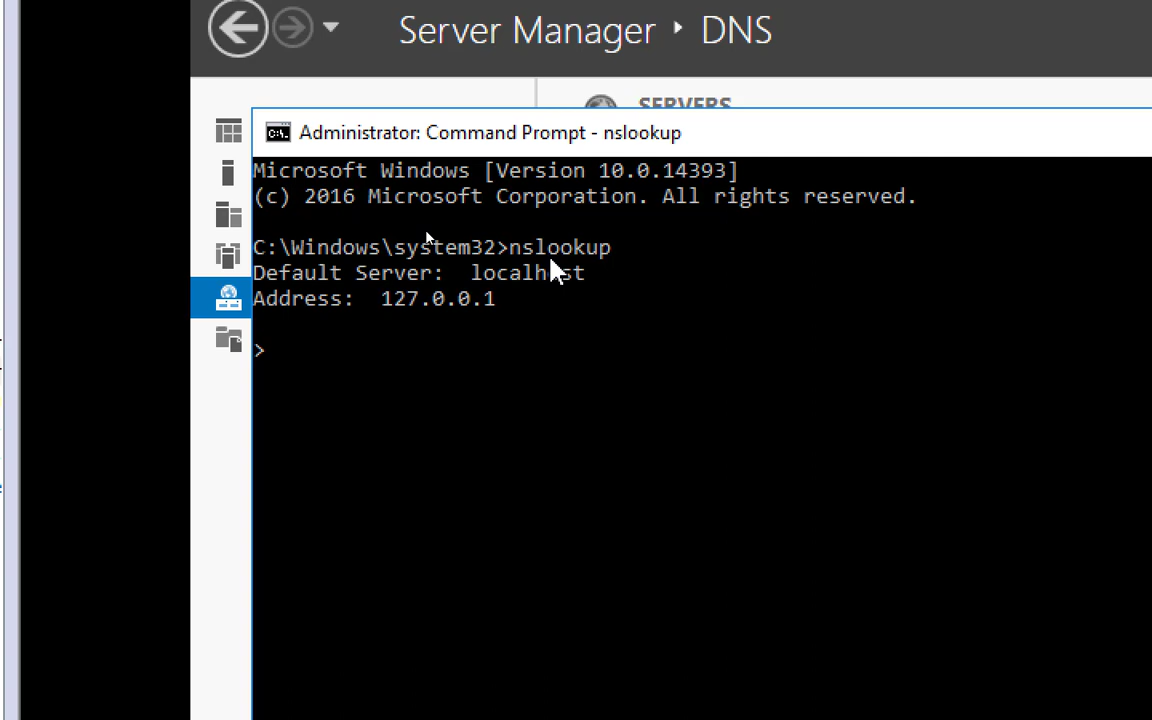 Server Manager ‣ DNS
SERVERS
Administrator: Command Prompt - nslookup
Microsoft Windows [Version 10.0.14393]
(c) 2016 Microsoft Corporation. All rights reserved.
C:\Windows\system32>nslookup
Default Server:  localhost
Address:  127.0.0.1
>